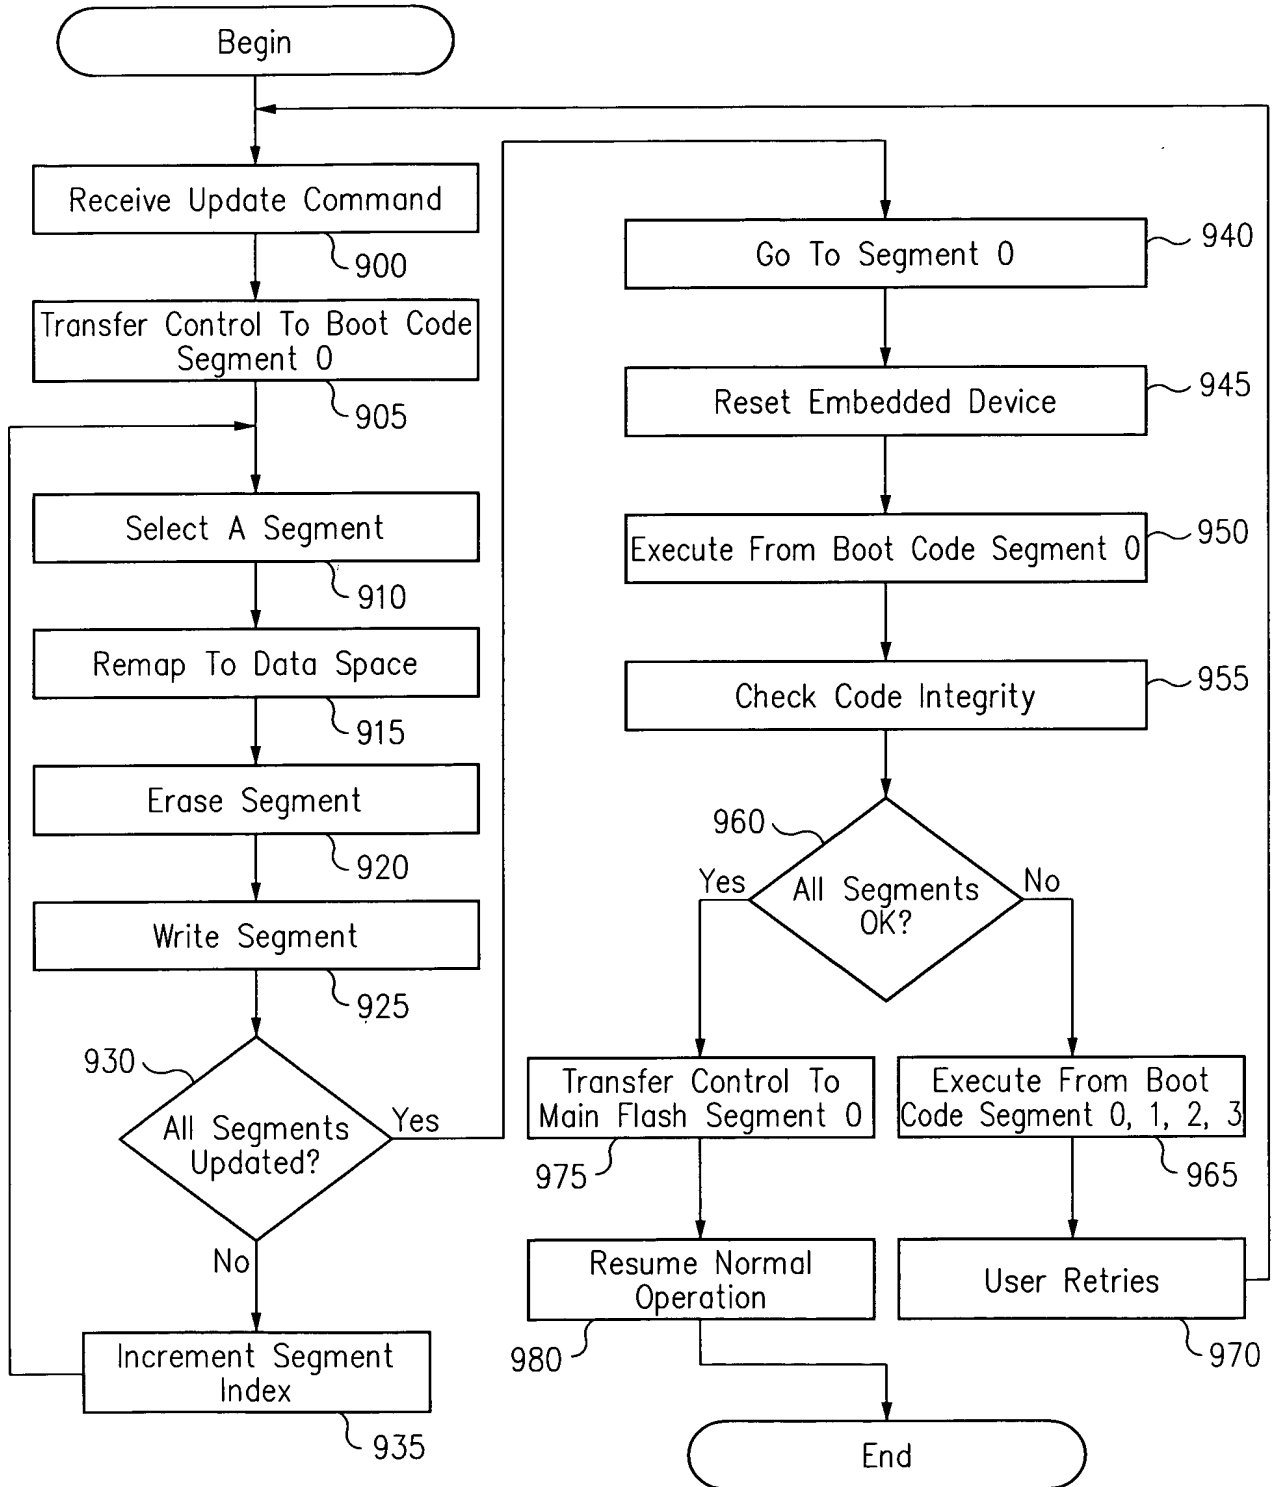 Begin
Receive Update Command
900
Transfer Control To Boot Code
Segment 0
905
Select A Segment
910
Remap To Data Space
915
Erase Segment
920
Write Segment
925
930
All Segments
Updated?
Yes
No
Increment Segment
Index
935
Go To Segment 0
940
Reset Embedded Device
945
Execute From Boot Code Segment 0
950
Check Code Integrity
955
960
All Segments
OK?
Yes
No
Transfer Control To
Main Flash Segment 0
975
Execute From Boot
Code Segment 0, 1, 2, 3
965
Resume Normal
Operation
980
User Retries
970
End